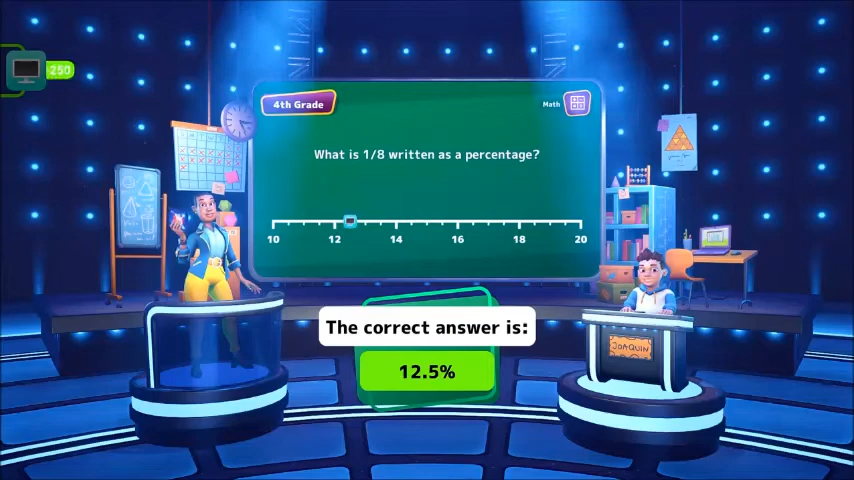 250
4th Grade
Math
What is 1/8 written as a percentage?
10 12 14 16 18 20
The correct answer is:
12.5%
JOAQUIN